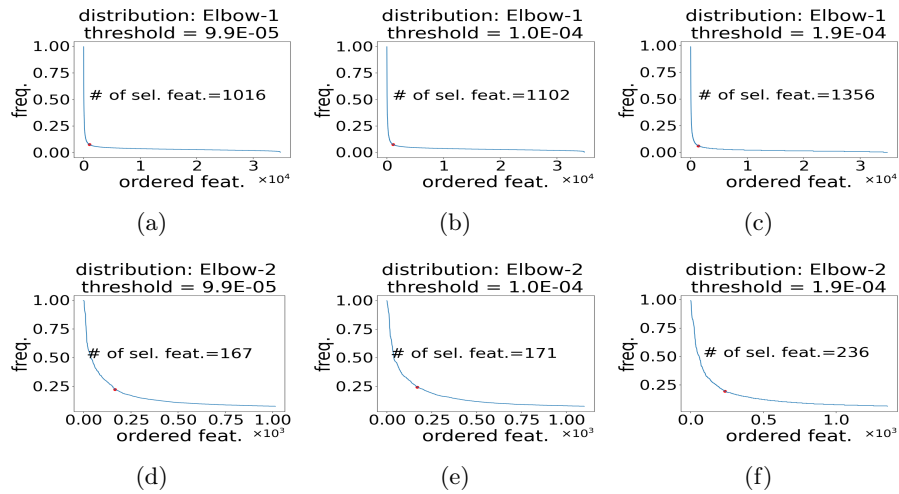 distribution: Elbow-1
threshold = 9.9E-05
1.00
0.75
0.50
0.25
0.00
freq.
# of sel. feat.=1016
0 1 2 3
ordered feat. ×10⁴
(a)
distribution: Elbow-1
threshold = 1.0E-04
1.00
0.75
0.50
0.25
0.00
freq.
# of sel. feat.=1102
0 1 2 3
ordered feat. ×10⁴
(b)
distribution: Elbow-1
threshold = 1.9E-04
1.00
0.75
0.50
0.25
0.00
freq.
# of sel. feat.=1356
0 1 2 3
ordered feat. ×10⁴
(c)
distribution: Elbow-2
threshold = 9.9E-05
1.00
0.75
0.50
0.25
freq.
# of sel. feat.=167
0.00 0.25 0.50 0.75 1.00
ordered feat. ×10³
(d)
distribution: Elbow-2
threshold = 1.0E-04
1.00
0.75
0.50
0.25
freq.
# of sel. feat.=171
0.00 0.25 0.50 0.75 1.00
ordered feat. ×10³
(e)
distribution: Elbow-2
threshold = 1.9E-04
1.00
0.75
0.50
0.25
freq.
# of sel. feat.=236
0.0 0.5 1.0
ordered feat. ×10³
(f)